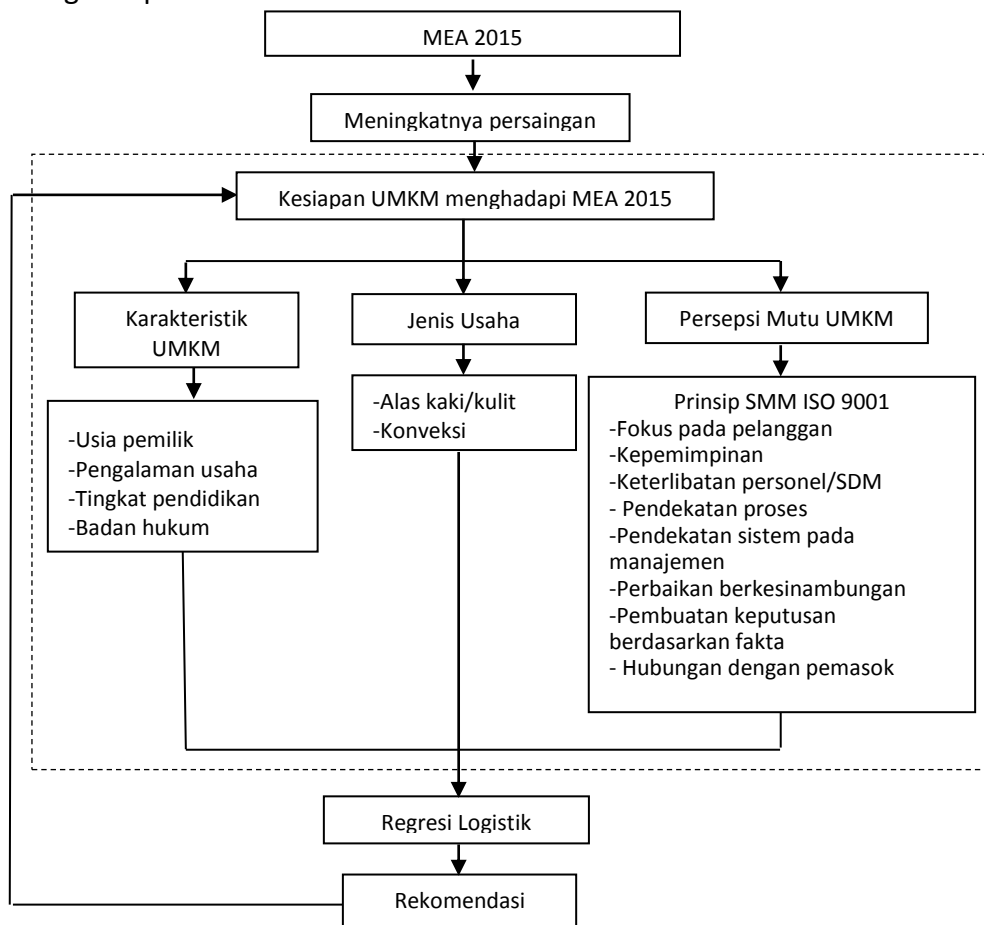 MEA 2015
Meningkatnya persaingan
Kesiapan UMKM menghadapi MEA 2015
Karakteristik
UMKM
Jenis Usaha
Persepsi Mutu UMKM
-Usia pemilik
-Pengalaman usaha
-Tingkat pendidikan
-Badan hukum
-Alas kaki/kulit
-Konveksi
Prinsip SMM ISO 9001
-Fokus pada pelanggan
-Kepemimpinan
-Keterlibatan personel/SDM
- Pendekatan proses
-Pendekatan sistem pada
manajemen
-Perbaikan berkesinambungan
-Pembuatan keputusan
berdasarkan fakta
- Hubungan dengan pemasok
Regresi Logistik
Rekomendasi